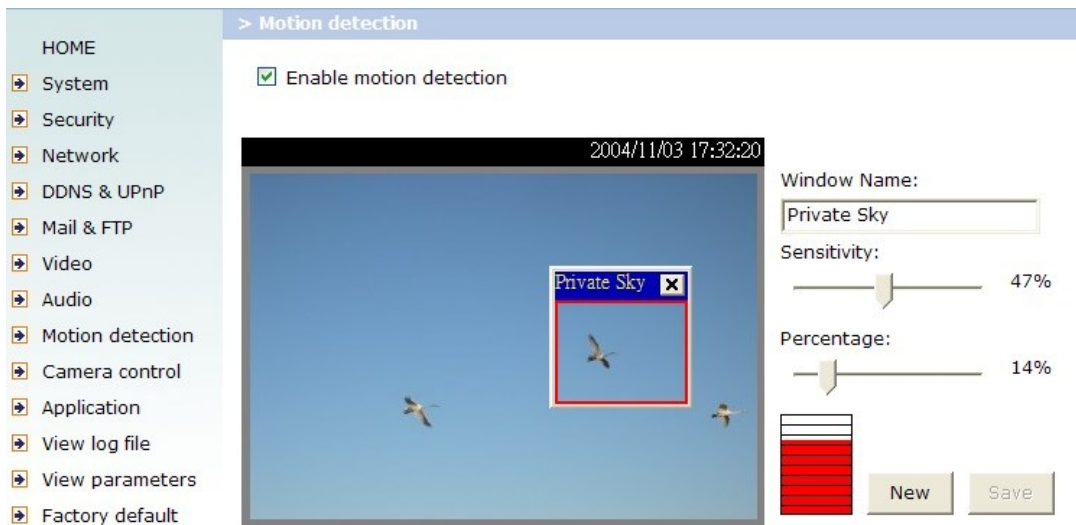 > Motion detection
HOME
System
Security
Network
DDNS & UPnP
Mail & FTP
Video
Audio
Motion detection
Camera control
Application
View log file
View parameters
Factory default
Enable motion detection
2004/11/03 17:32:20
Private Sky
Window Name:
Private Sky
Sensitivity:
47%
Percentage:
14%
New
Save